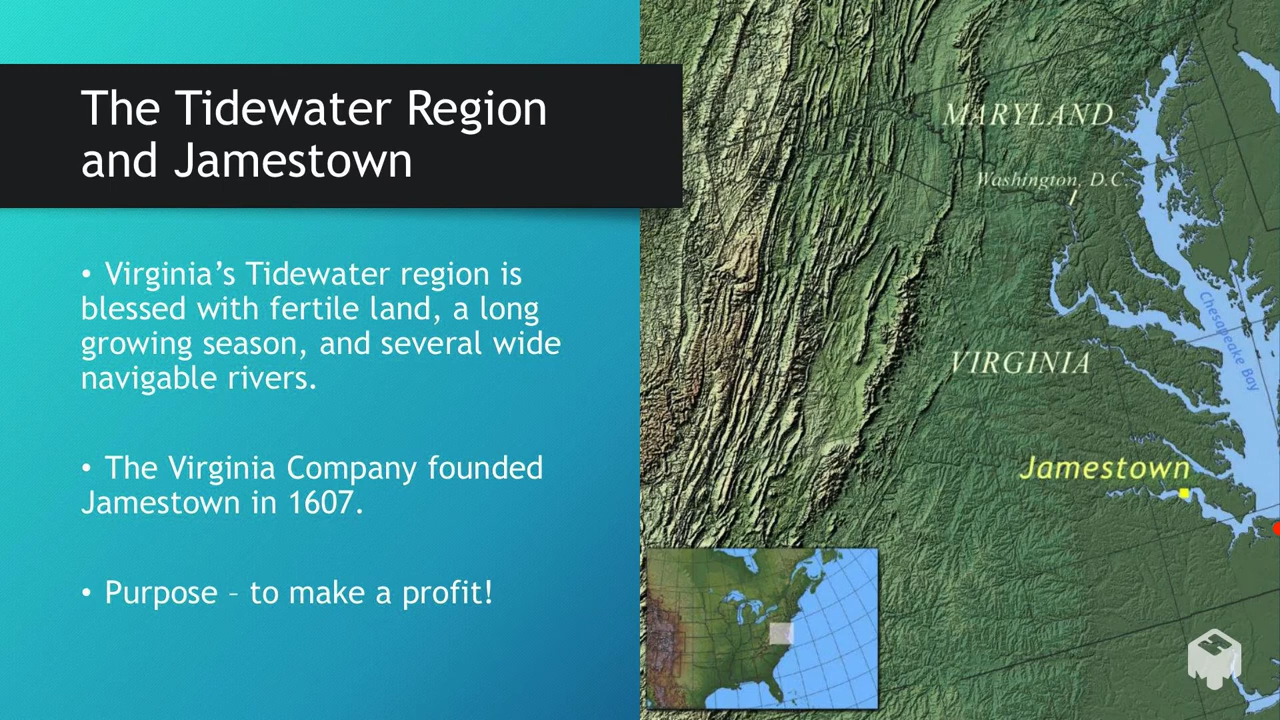 The Tidewater Region
and Jamestown
• Virginia’s Tidewater region is
blessed with fertile land, a long
growing season, and several wide
navigable rivers.
• The Virginia Company founded
Jamestown in 1607.
• Purpose – to make a profit!
MARYLAND
Washington, D.C.
Chesapeake Bay
VIRGINIA
Jamestown